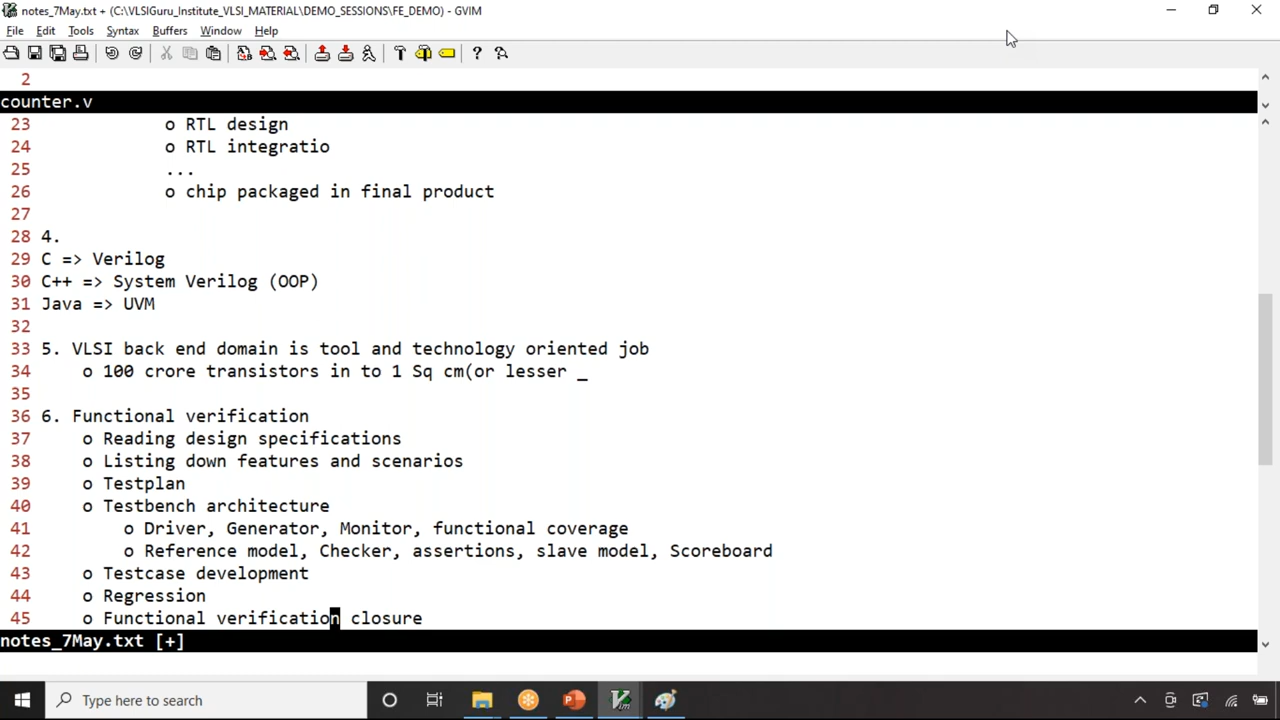 notes_7May.txt + (C:\VLSIGuru_Institute_VLSI_MATERIAL\DEMO_SESSIONS\FE_DEMO) - GVIM
File Edit Tools Syntax Buffers Window Help
2
counter.v
23 o RTL design
24 o RTL integratio
25 ...
26 o chip packaged in final product
27
28 4.
29 C => Verilog
30 C++ => System Verilog (OOP)
31 Java => UVM
32
33 5. VLSI back end domain is tool and technology oriented job
34 o 100 crore transistors in to 1 Sq cm(or lesser _
35
36 6. Functional verification
37 o Reading design specifications
38 o Listing down features and scenarios
39 o Testplan
40 o Testbench architecture
41 o Driver, Generator, Monitor, functional coverage
42 o Reference model, Checker, assertions, slave model, Scoreboard
43 o Testcase development
44 o Regression
45 o Functional verification closure
notes_7May.txt [+]
Type here to search